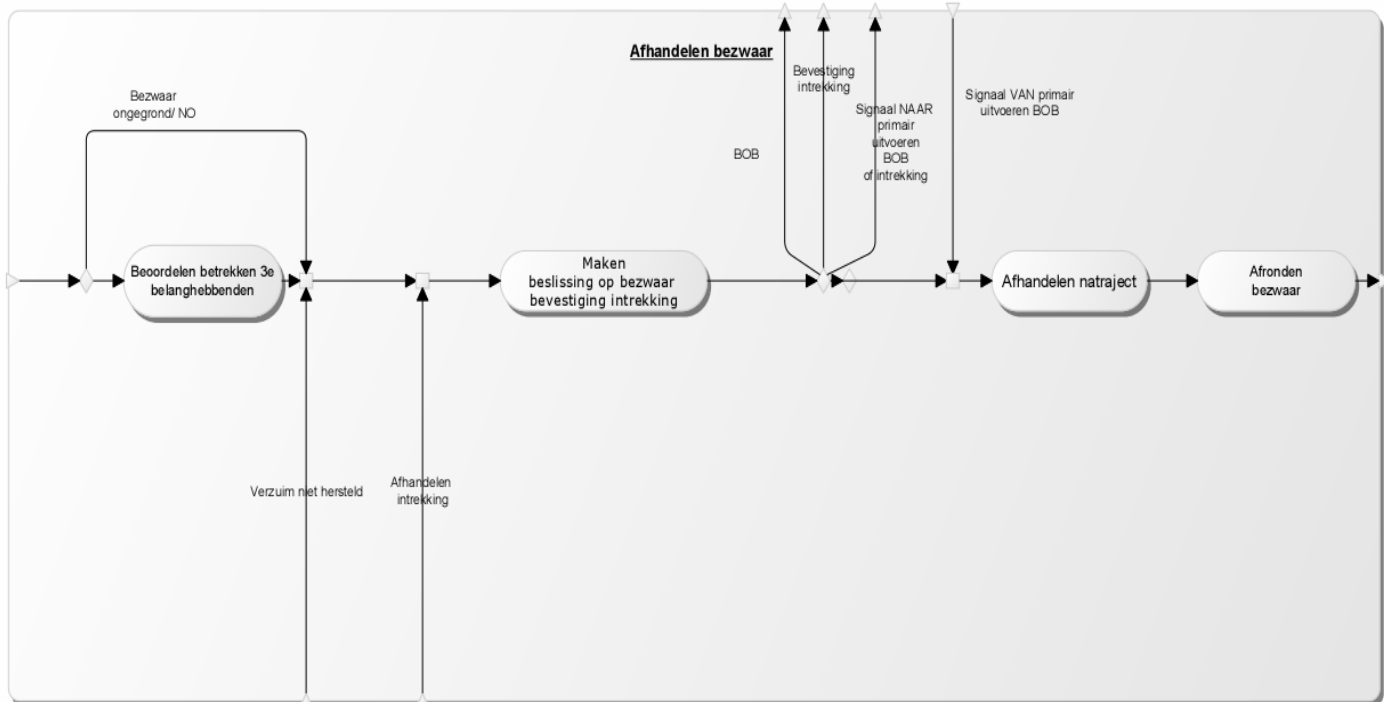 Afhandelen bezwaar
Bezwaar
ongegrond/ NO
Bevestiging
intrekking
BOB
Signaal NAAR
primair
uitvoeren
BOB
of intrekking
Signaal VAN primair
uitvoeren BOB
Beoordelen betrekken 3e
belanghebbenden
Maken
beslissing op bezwaar
bevestiging intrekking
Afhandelen natraject
Afronden
bezwaar
Verzuim niet hersteld
Afhandelen
intrekking